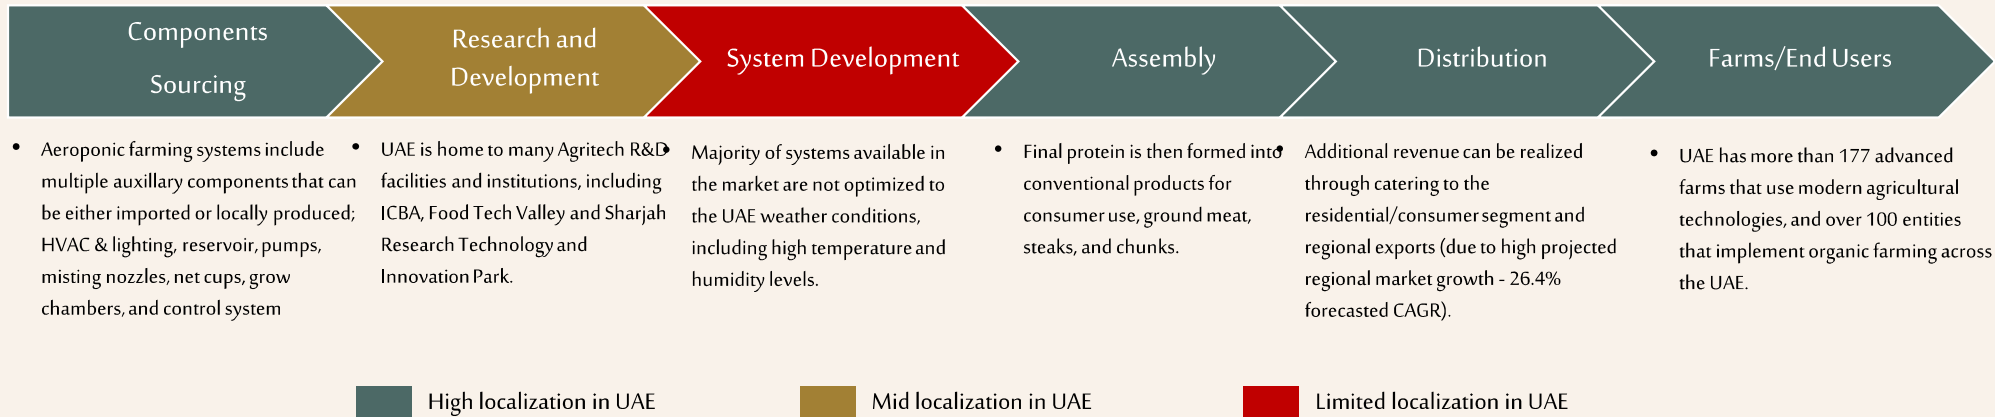 Components
Sourcing
Research and
Development
System Development
Assembly
Distribution
Farms/End Users
• Aeroponic farming systems include
multiple auxillary components that can
be either imported or locally produced;
HVAC & lighting, reservoir, pumps,
misting nozzles, net cups, grow
chambers, and control system
• UAE is home to many Agritech R&D
facilities and institutions, including
ICBA, Food Tech Valley and Sharjah
Research Technology and
Innovation Park.
• Majority of systems available in
the market are not optimized to
the UAE weather conditions,
including high temperature and
humidity levels.
• Final protein is then formed into
conventional products for
consumer use, ground meat,
steaks, and chunks.
• Additional revenue can be realized
through catering to the
residential/consumer segment and
regional exports (due to high projected
regional market growth - 26.4%
forecasted CAGR).
• UAE has more than 177 advanced
farms that use modern agricultural
technologies, and over 100 entities
that implement organic farming across
the UAE.
High localization in UAE
Mid localization in UAE
Limited localization in UAE